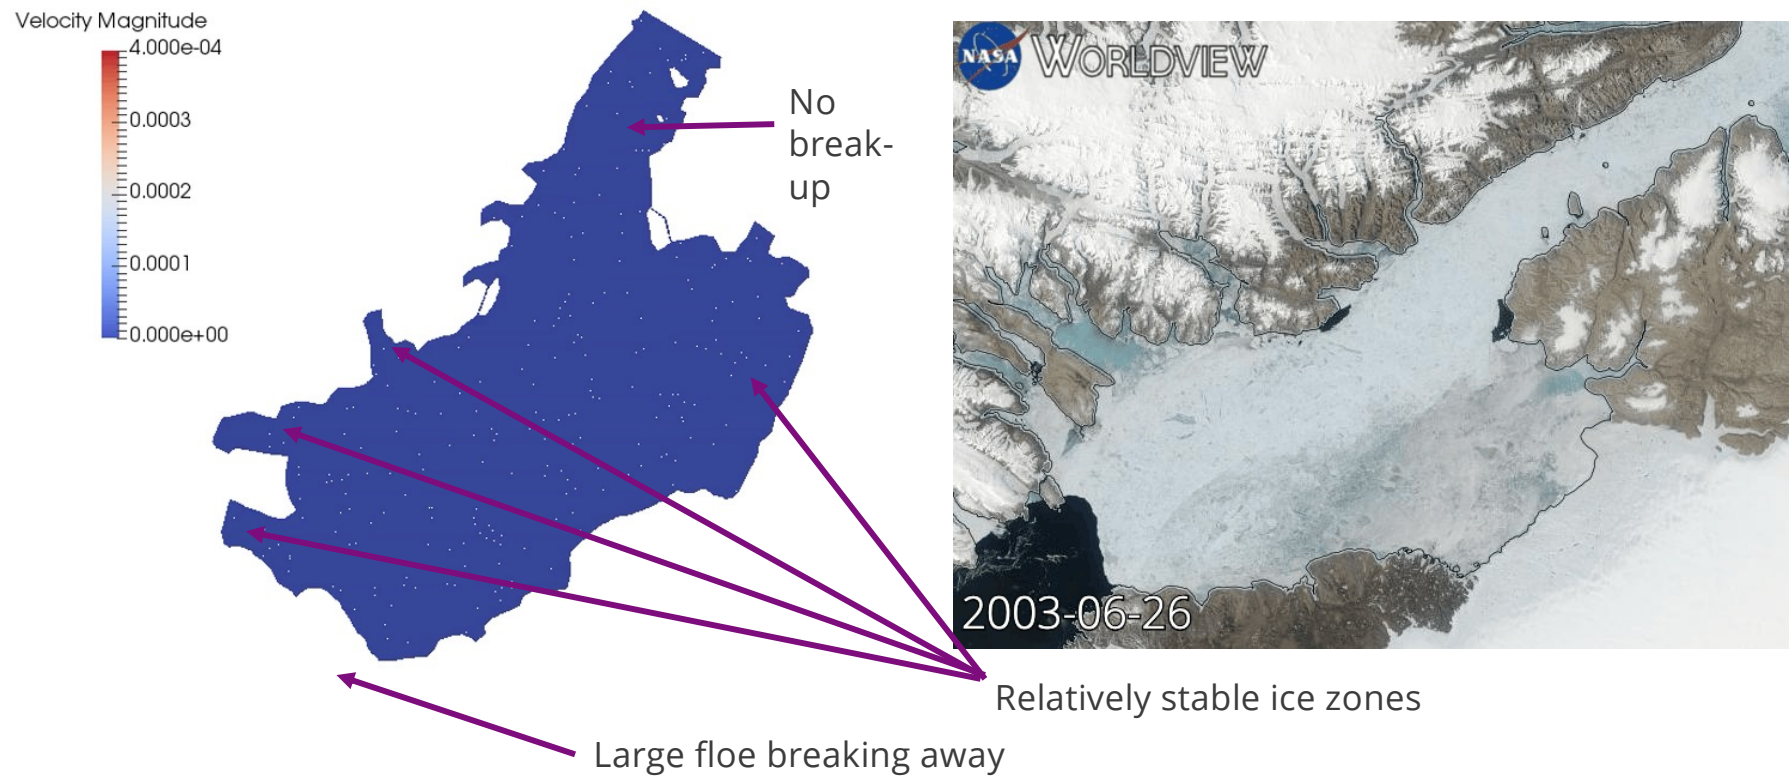 Velocity Magnitude
4.000e-04
0.0003
0.0002
0.0001
0.000e+00
No
break-
up
NASA WORLDVIEW
2003-06-26
Relatively stable ice zones
Large floe breaking away